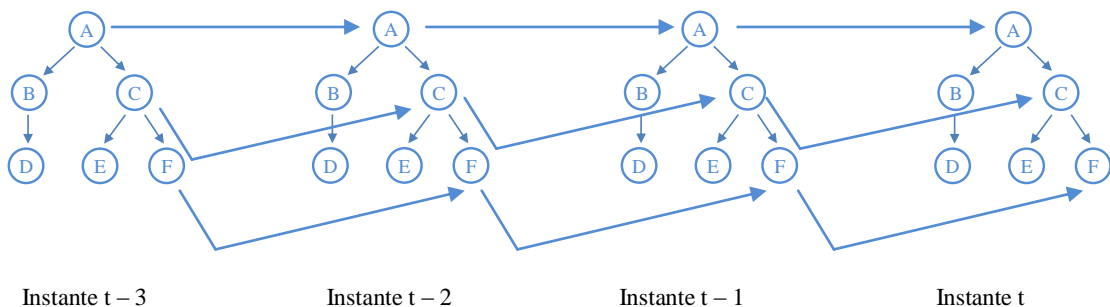 A A A A
B C B C B C B C
D E F D E F D E F D E F
Instante t – 3 Instante t – 2 Instante t – 1 Instante t